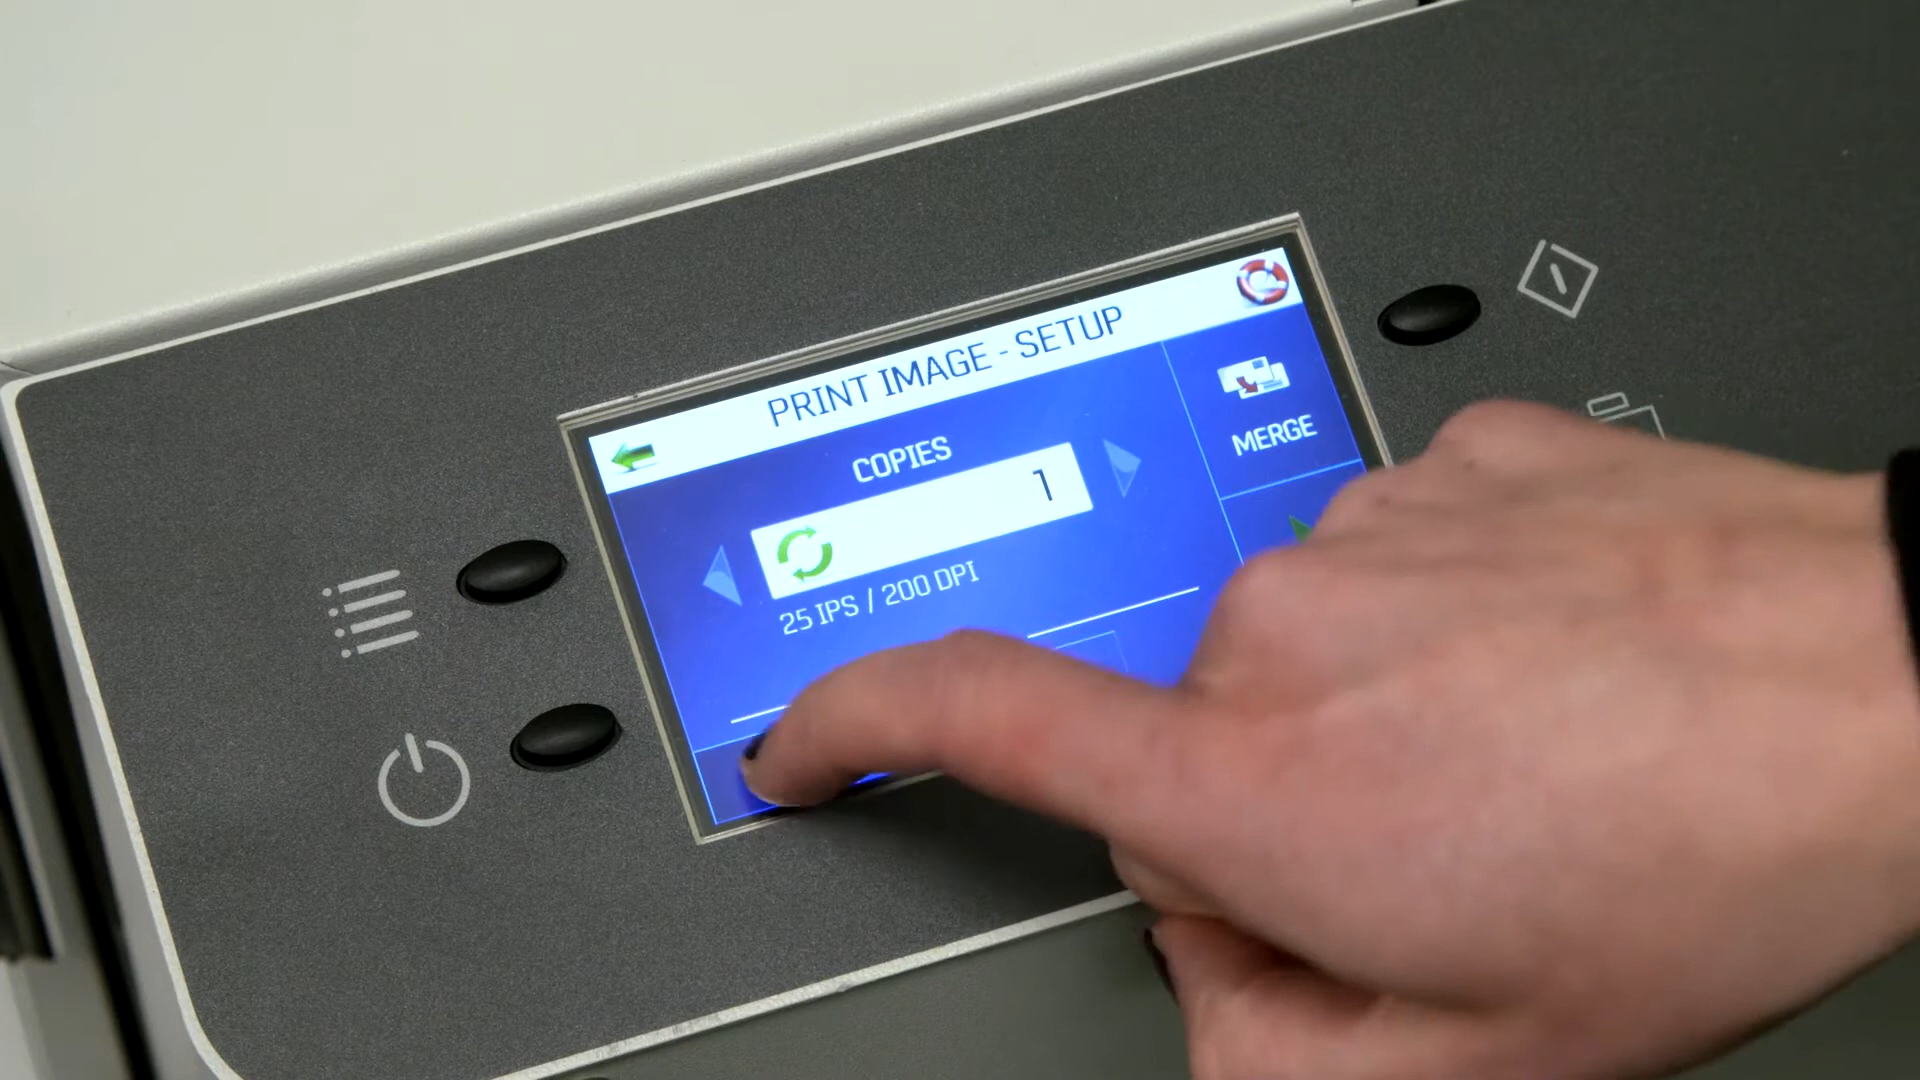 PRINT IMAGE - SETUP
COPIES
1
25 IPS / 200 DPI
MERGE